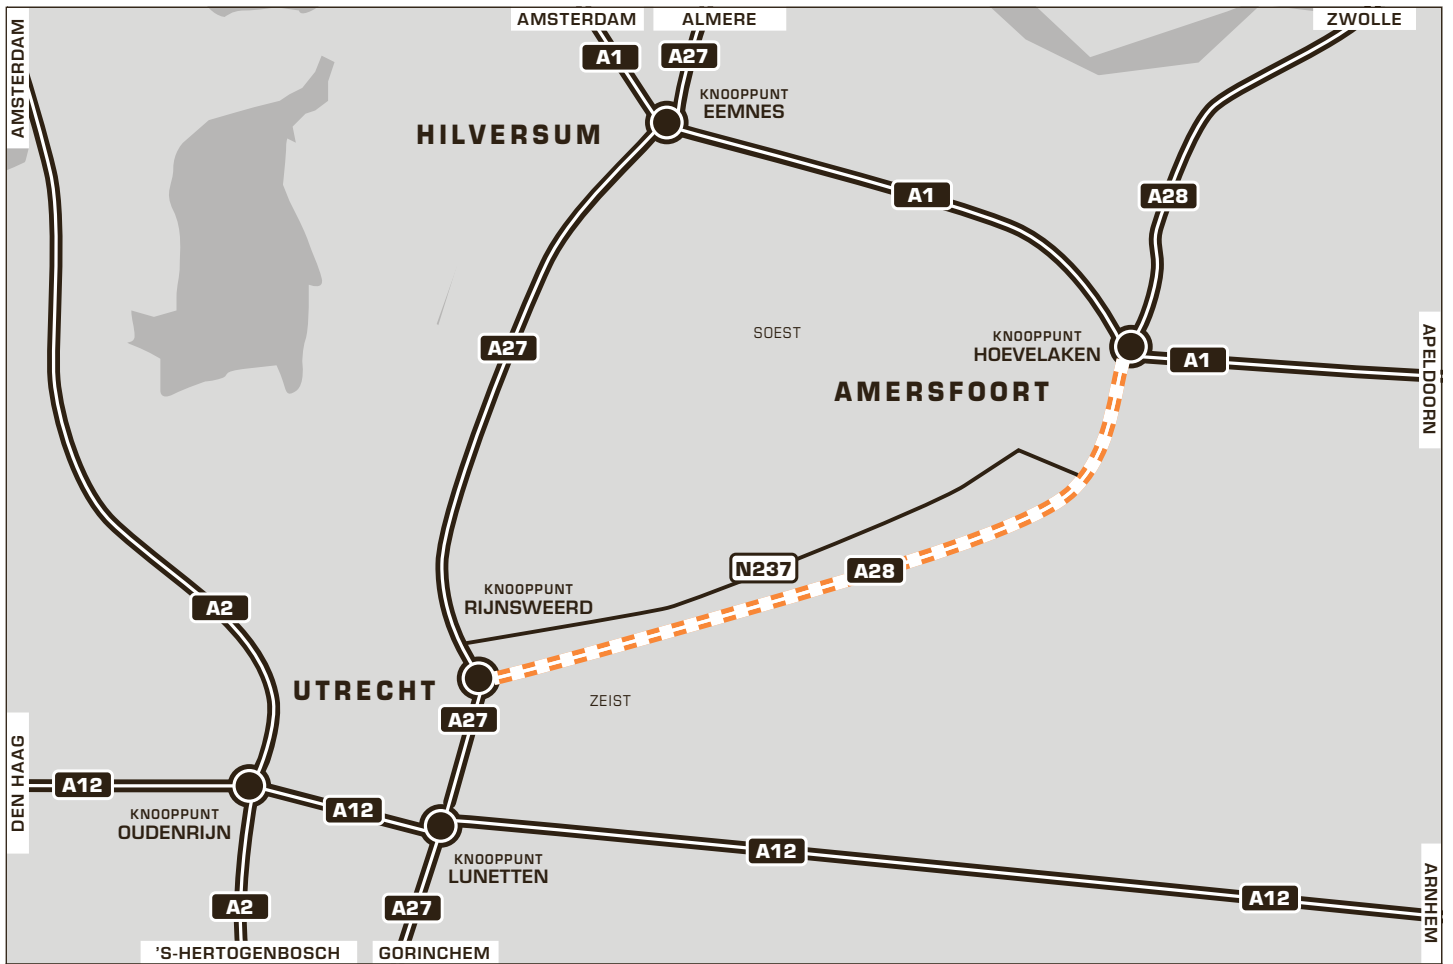 AMSTERDAM
AMSTERDAM
ALMERE
ZWOLLE
A1
A27
KNOOPPUNT
EEMNES
HILVERSUM
A1
A28
A27
SOEST
KNOOPPUNT
HOEVELAKEN
A1
APELDOORN
AMERSFOORT
N237
A28
KNOOPPUNT
RIJNSWEERD
A2
UTRECHT
ZEIST
A27
DEN HAAG
A12
KNOOPPUNT
OUDENRIJN
A12
KNOOPPUNT
LUNETTEN
A12
A12
ARNHEM
A2
A27
'S-HERTOGENBOSCH
GORINCHEM